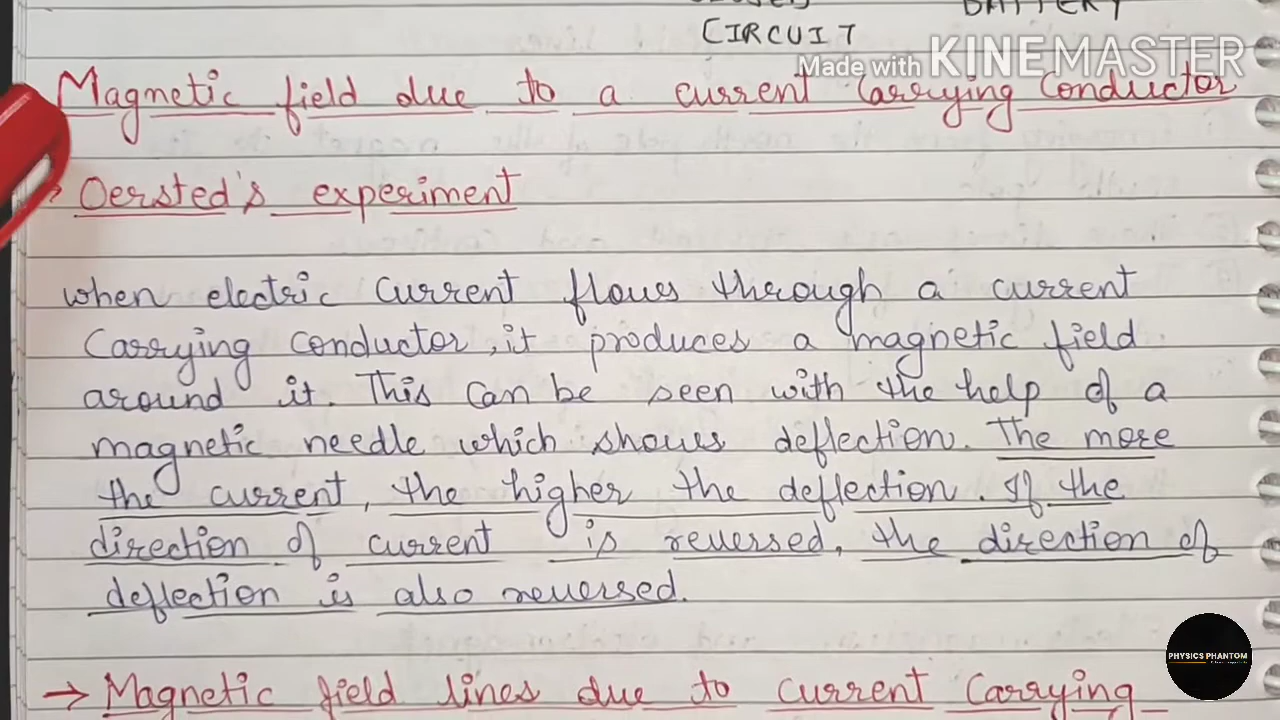 CIRCUIT
BATTERY
Made with KINEMASTER
Magnetic field due to a current Carrying Conductor
Oersted's experiment
when electric current flows through a current
Carrying conductor, it produces a magnetic field
around it. This can be seen with the help of a
magnetic needle which shows deflection. The more
the current, the higher the deflection. If the
direction of current is reversed, the direction of
deflection is also reversed.
PHYSICS PHANTOM
→ Magnetic field lines due to current Carrying